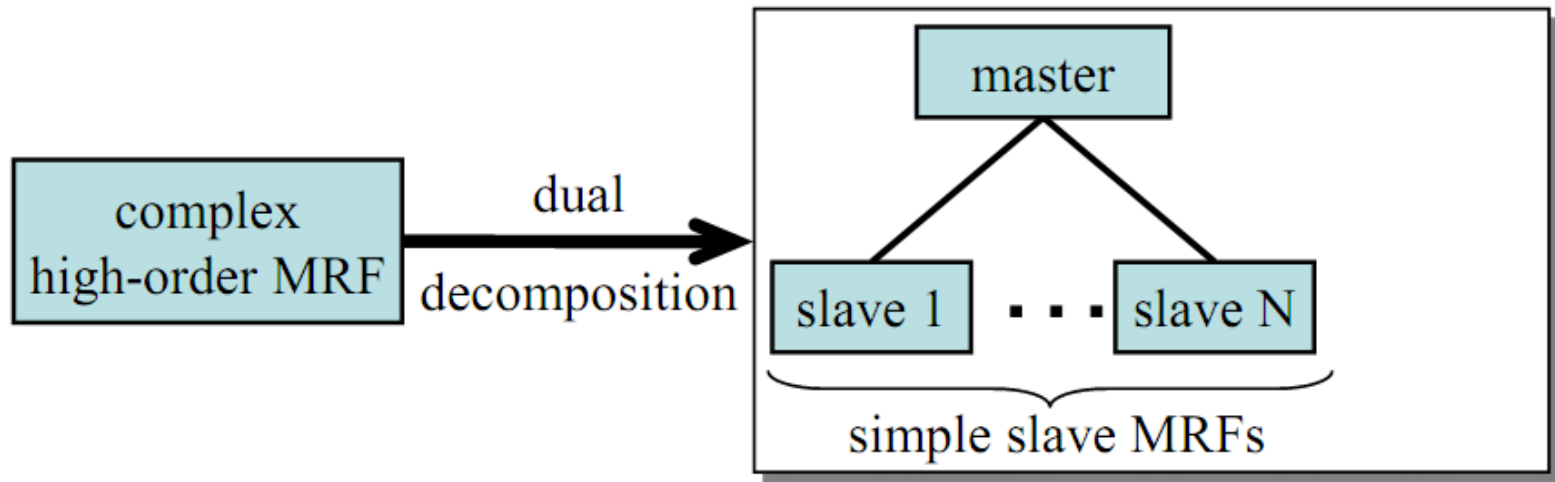 complex
high-order MRF
dual
decomposition
master
slave 1
. . .
slave N
simple slave MRFs